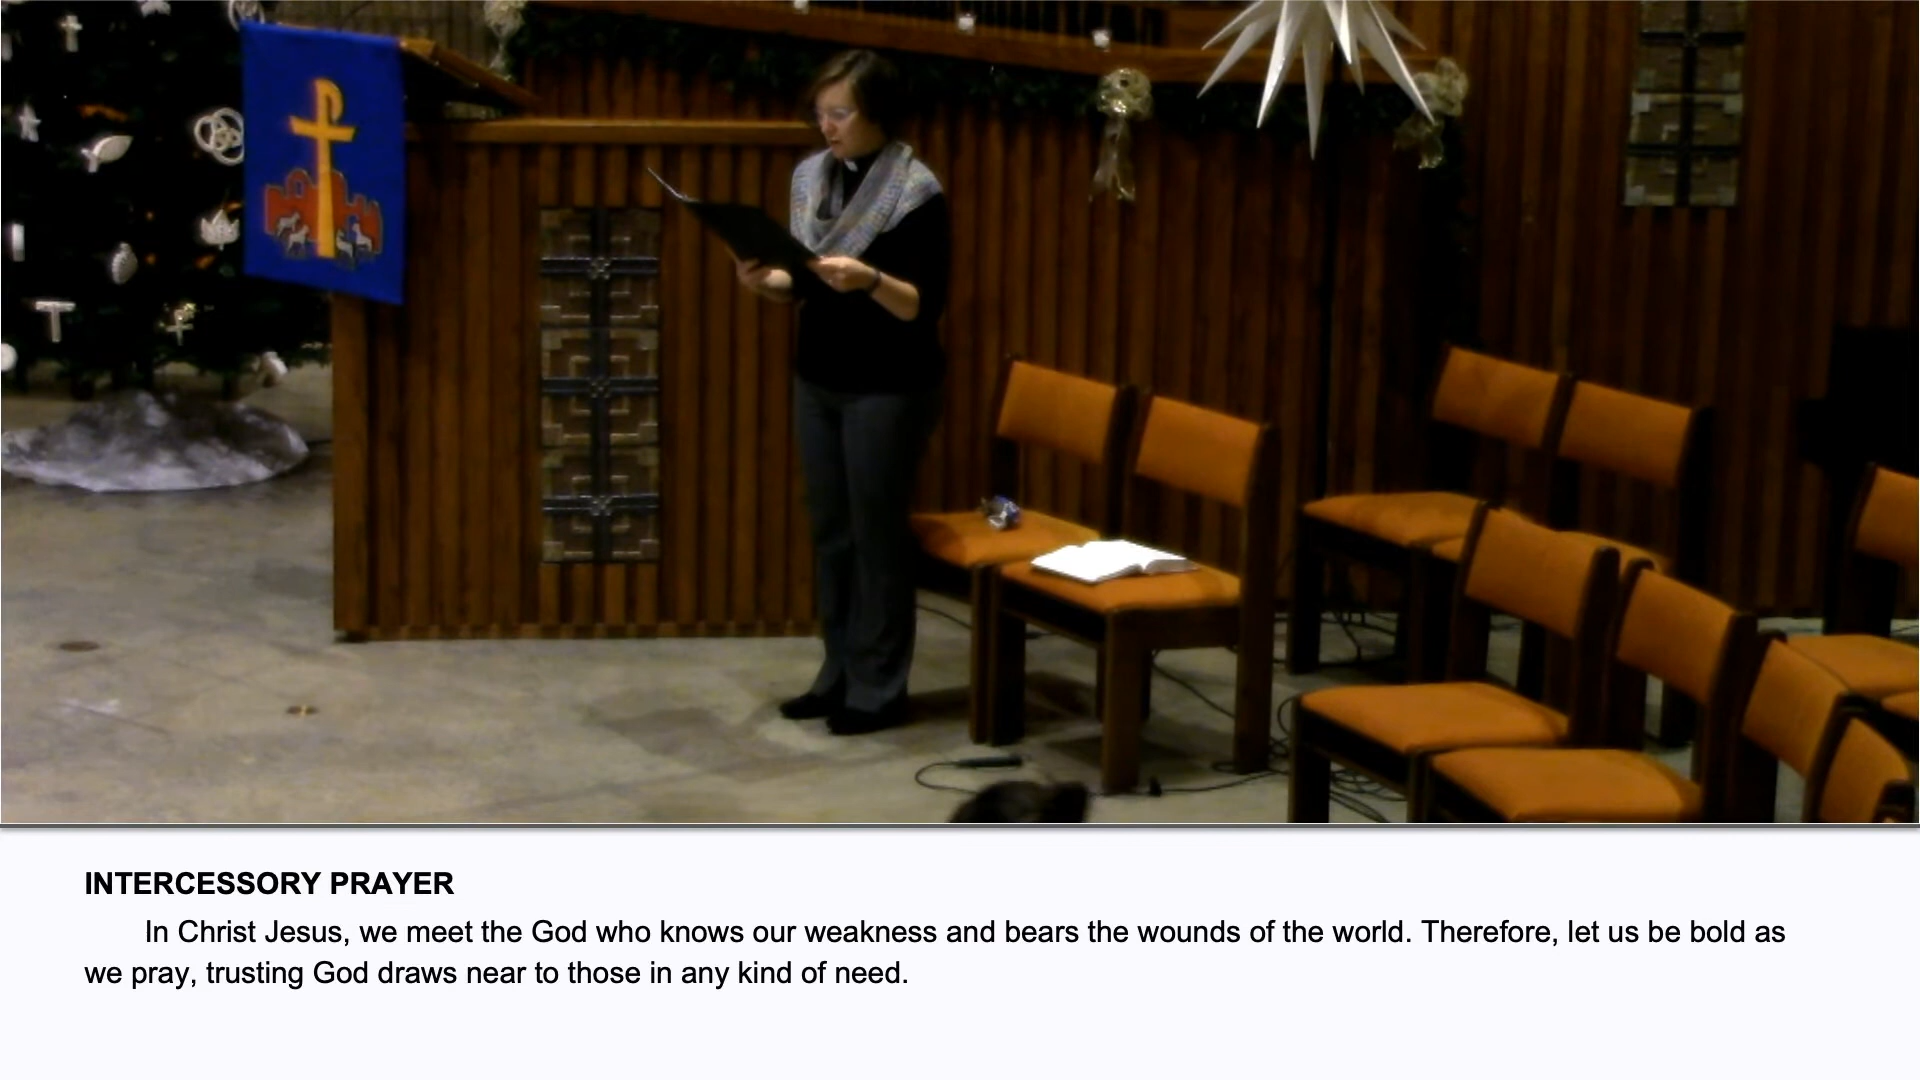 INTERCESSORY PRAYER
In Christ Jesus, we meet the God who knows our weakness and bears the wounds of the world. Therefore, let us be bold as
we pray, trusting God draws near to those in any kind of need.